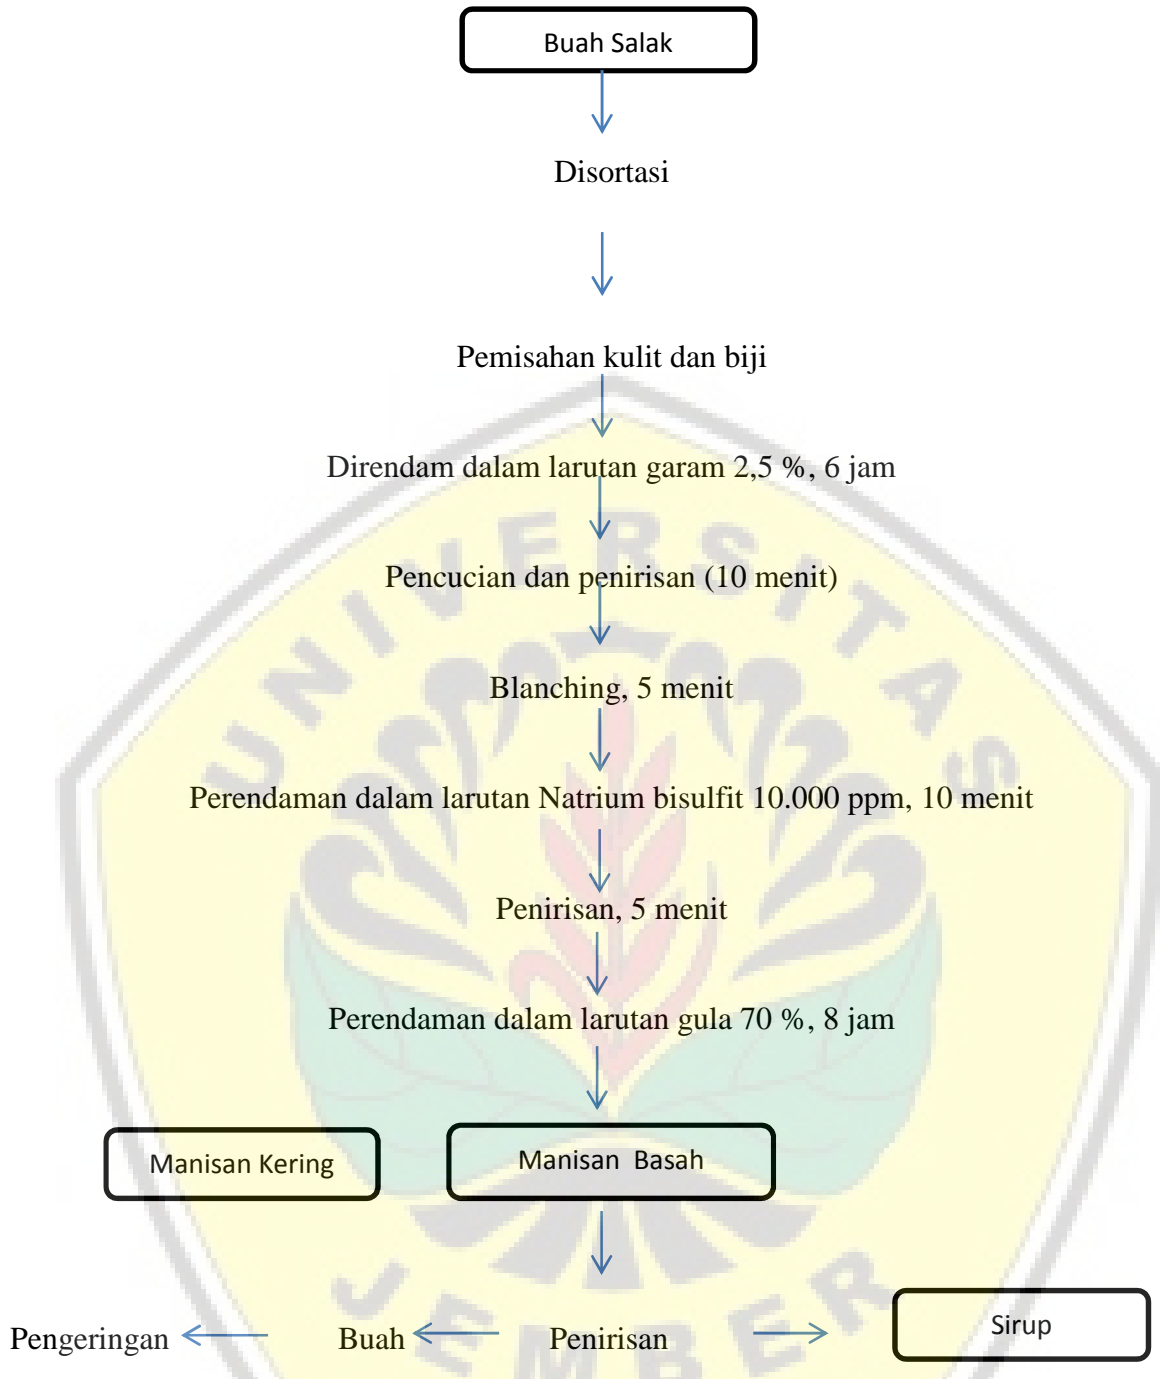 Buah Salak
Disortasi
Pemisahan kulit dan biji
Direndam dalam larutan garam 2,5 %, 6 jam
Pencucian dan penirisan (10 menit)
Blanching, 5 menit
Perendaman dalam larutan Natrium bisulfit 10.000 ppm, 10 menit
Penirisan, 5 menit
Perendaman dalam larutan gula 70 %, 8 jam
Manisan Kering
Manisan Basah
Pengeringan
Buah
Penirisan
Sirup
UNIVERSITAS
JEMBER